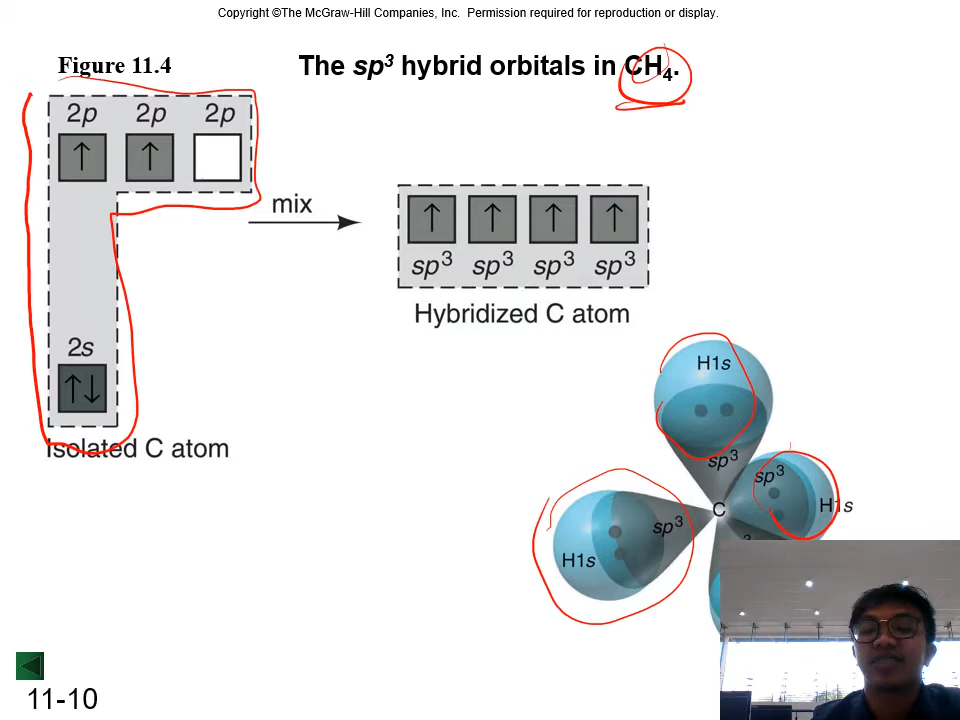 Copyright ©The McGraw-Hill Companies, Inc. Permission required for reproduction or display.
Figure 11.4
The sp³ hybrid orbitals in CH₄.
2p 2p 2p
↑ ↑
mix
↑ ↑ ↑ ↑
sp³ sp³ sp³ sp³
Hybridized C atom
2s
↑↓
Isolated C atom
H1s
sp³
sp³
H1s
C
sp³
H1s
11-10